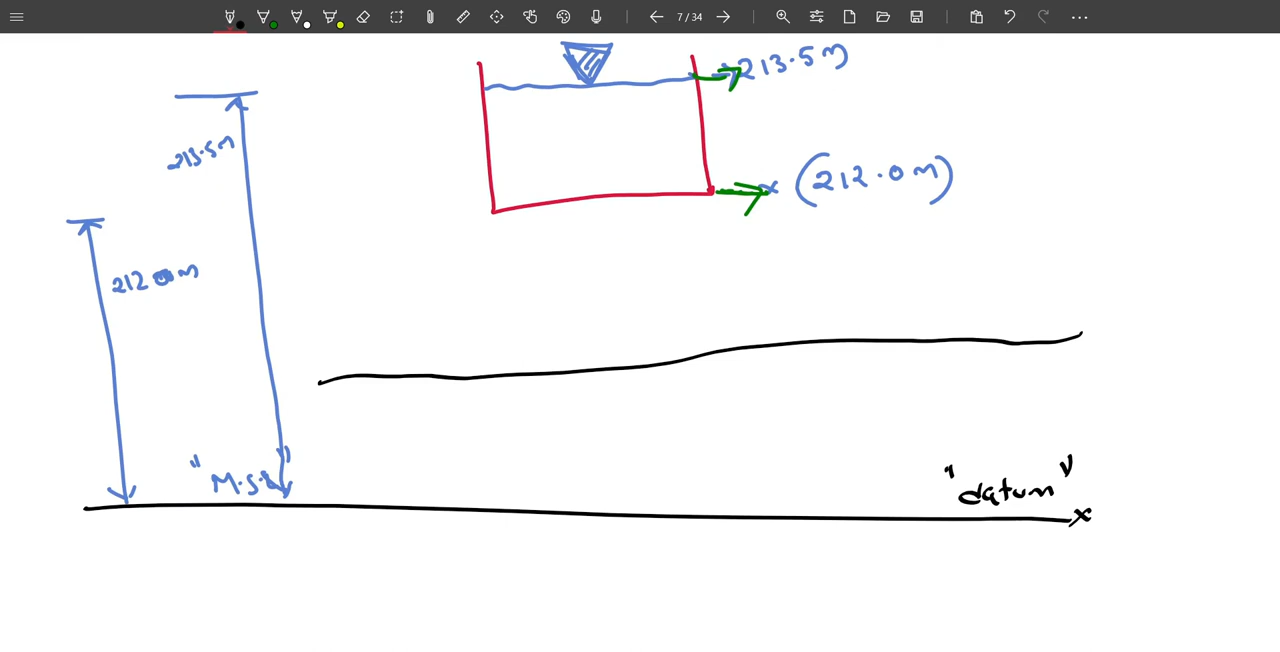 7 / 34
213.5 m
213.5m
x (212.0 m)
212 0m
"M.S.L"
"datum"
x